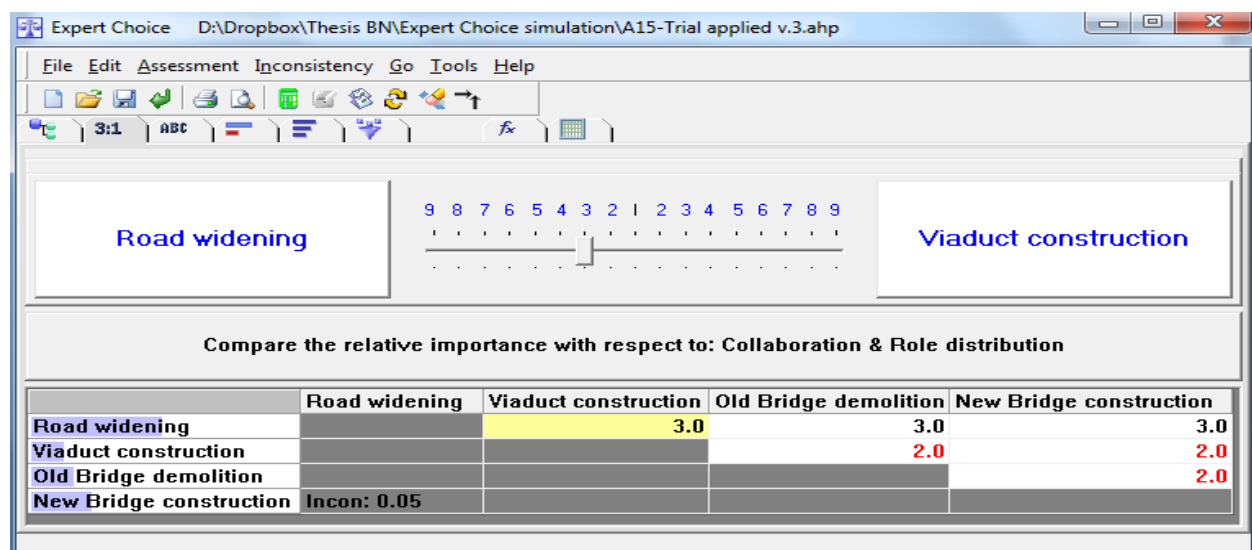 Expert Choice D:\Dropbox\Thesis BN\Expert Choice simulation\A15-Trial applied v.3.ahp
File Edit Assessment Inconsistency Go Tools Help
3:1 ABC fx
9 8 7 6 5 4 3 2 1 2 3 4 5 6 7 8 9
Road widening Viaduct construction
Compare the relative importance with respect to: Collaboration & Role distribution
Road widening Viaduct construction Old Bridge demolition New Bridge construction
Road widening 3.0 3.0 3.0
Viaduct construction 2.0 2.0
Old Bridge demolition 2.0
New Bridge construction Incon: 0.05